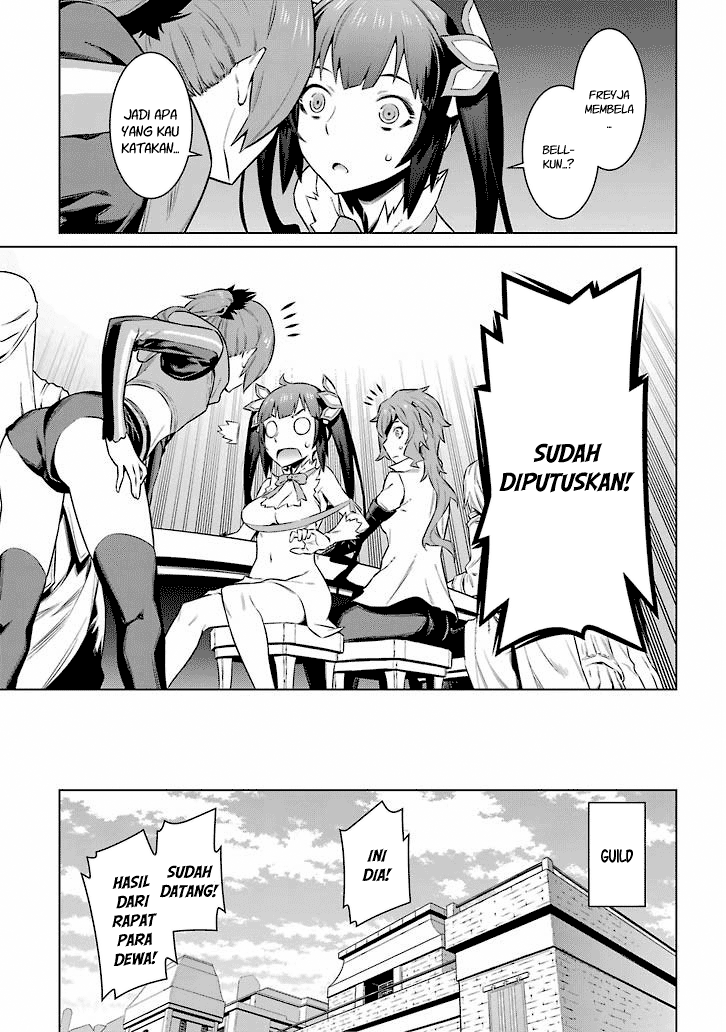 FREYJA
MEMBELA
...
BELL-
KUN...?
JADI APA
YANG KAU
KATAKAN...
SUDAH
DIPUTUSKAN!
GUILD
INI
DIA!
SUDAH
DATANG!
HASIL
DARI
RAPAT
PARA
DEWA!